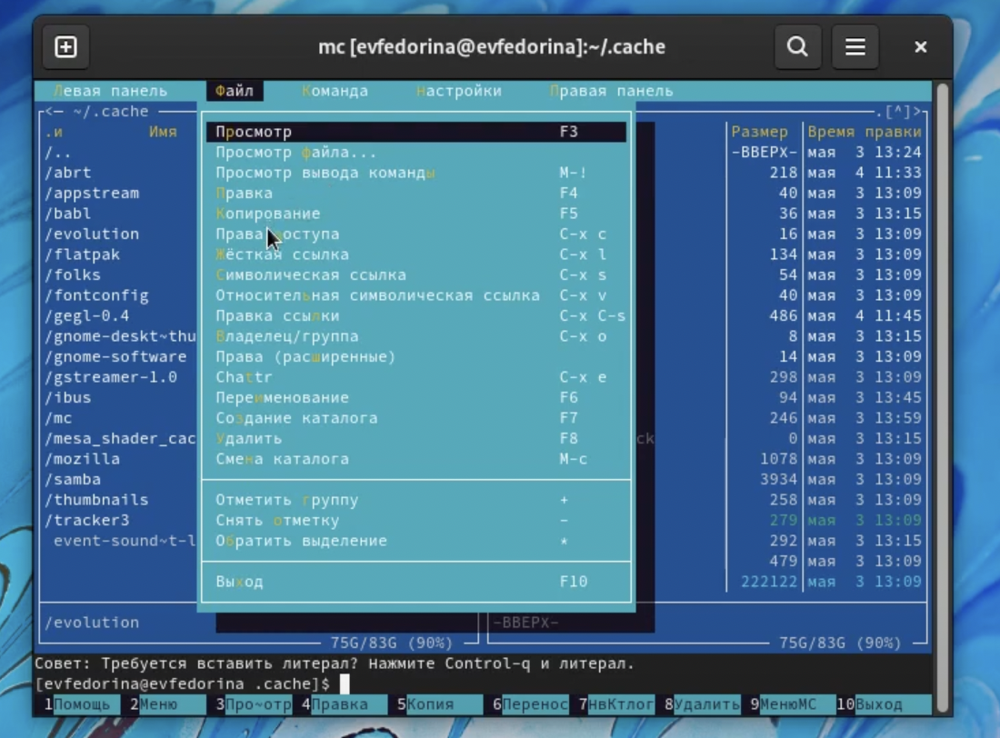 mc [evfedorina@evfedorina]:~/.cache
Левая панель Файл Команда Настройки Правая панель
<— ~/.cache .[^]>
.и Имя Просмотр F3 Размер Время правки
/.. Просмотр файла... -ВВЕРХ- мая 3 13:24
/abrt Просмотр вывода команды M-! 218 мая 4 11:33
/appstream Правка F4 40 мая 3 13:09
/babl Копирование F5 36 мая 3 13:15
/evolution Права доступа C-x c 16 мая 3 13:09
/flatpak Жёсткая ссылка C-x l 134 мая 3 13:09
/folks Символическая ссылка C-x s 54 мая 3 13:09
/fontconfig Относительная символическая ссылка C-x v 40 мая 3 13:09
/gegl-0.4 Правка ссылки C-x C-s 486 мая 4 11:45
/gnome-deskt~thu Владелец/группа C-x o 8 мая 3 13:15
/gnome-software Права (расширенные) 14 мая 3 13:09
/gstreamer-1.0 Chattr C-x e 298 мая 3 13:09
/ibus Переименование F6 94 мая 3 13:45
/mc Создание каталога F7 246 мая 3 13:59
/mesa_shader_cac Удалить F8 ck 0 мая 3 13:15
/mozilla Смена каталога M-c 1078 мая 3 13:09
/samba 3934 мая 3 13:09
/thumbnails Отметить группу + 258 мая 3 13:09
/tracker3 Снять отметку - 279 мая 3 13:09
event-sound~t-l Обратить выделение * 292 мая 3 13:15
479 мая 3 13:09
Выход F10 222122 мая 3 13:09
/evolution -ВВЕРХ-
75G/83G (90%) 75G/83G (90%)
Совет: Требуется вставить литерал? Нажмите Control-q и литерал.
[evfedorina@evfedorina .cache]$
1Помощь 2Меню 3Про~отр 4Правка 5Копия 6Перенос 7НвКтлог 8Удалить 9МенюМС 10Выход